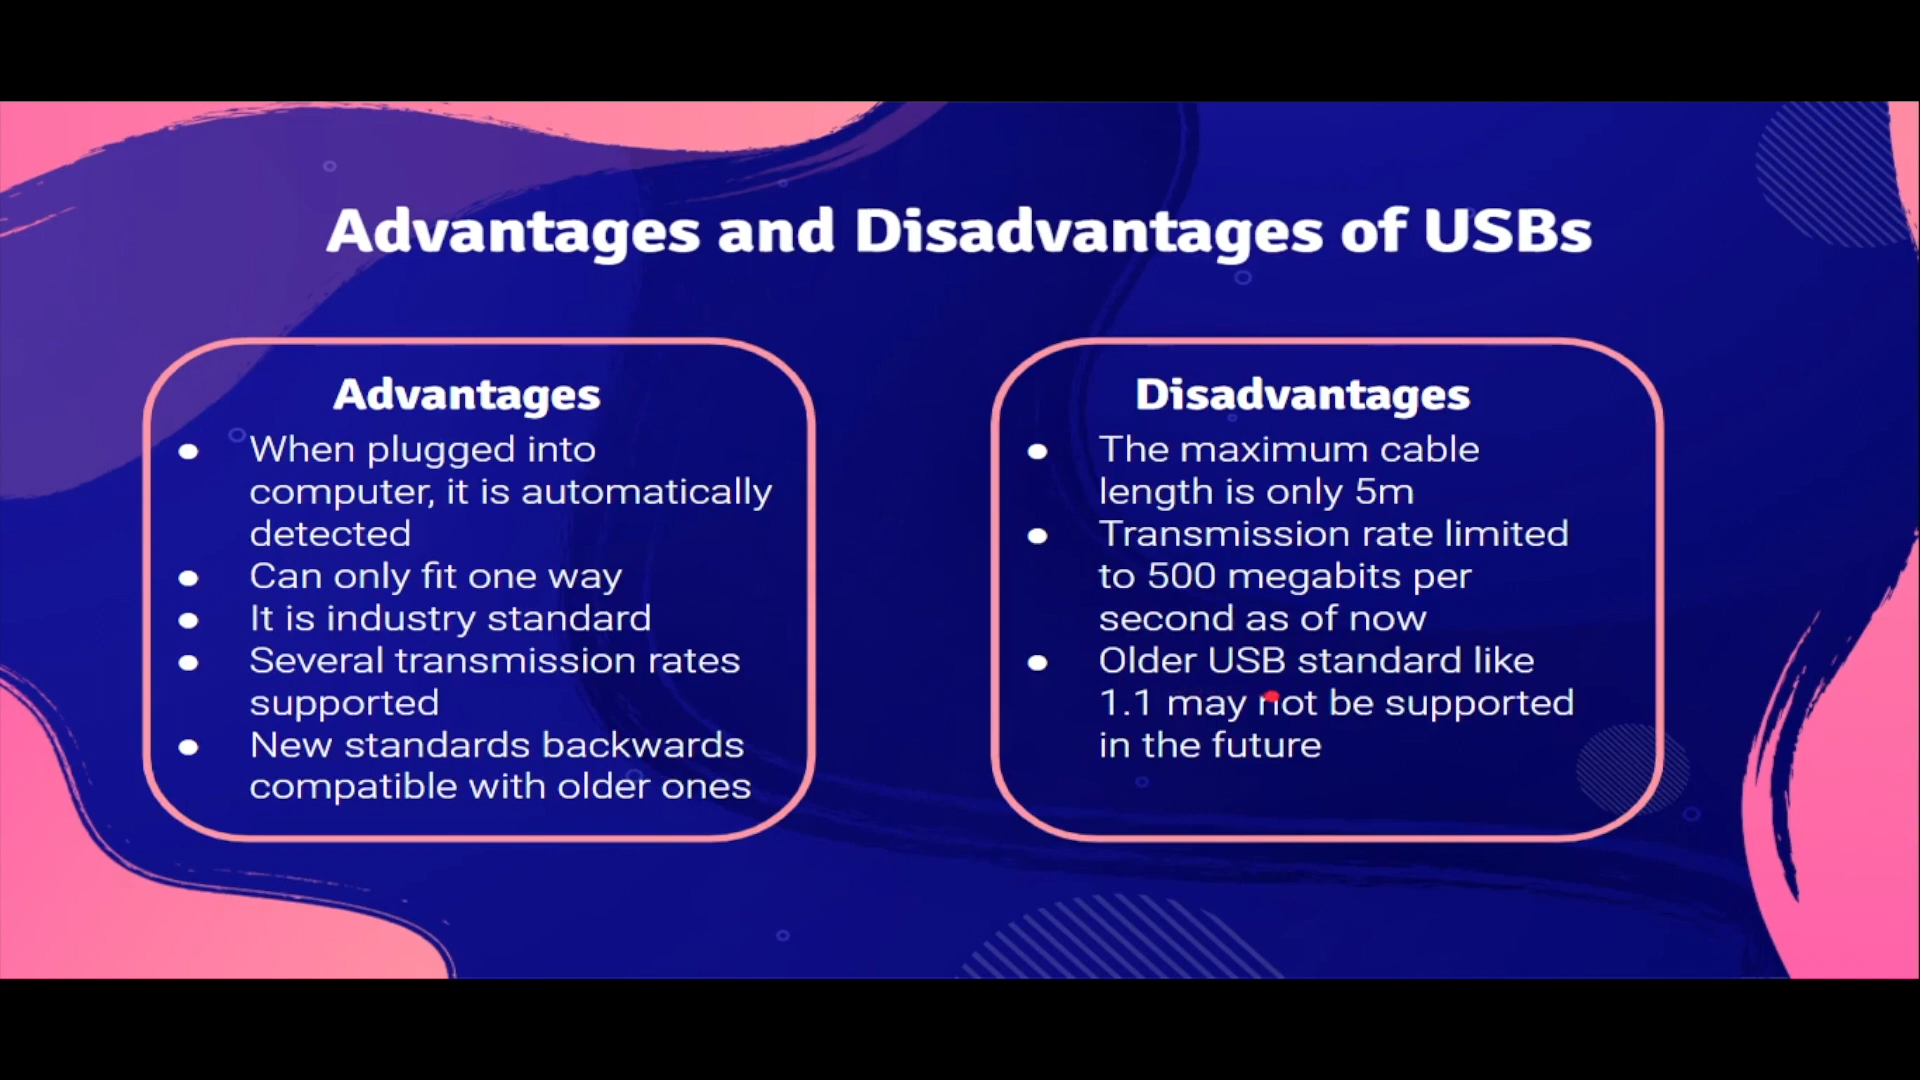 Advantages and Disadvantages of USBs
Advantages
● When plugged into
computer, it is automatically
detected
● Can only fit one way
● It is industry standard
● Several transmission rates
supported
● New standards backwards
compatible with older ones
Disadvantages
● The maximum cable
length is only 5m
● Transmission rate limited
to 500 megabits per
second as of now
● Older USB standard like
1.1 may not be supported
in the future